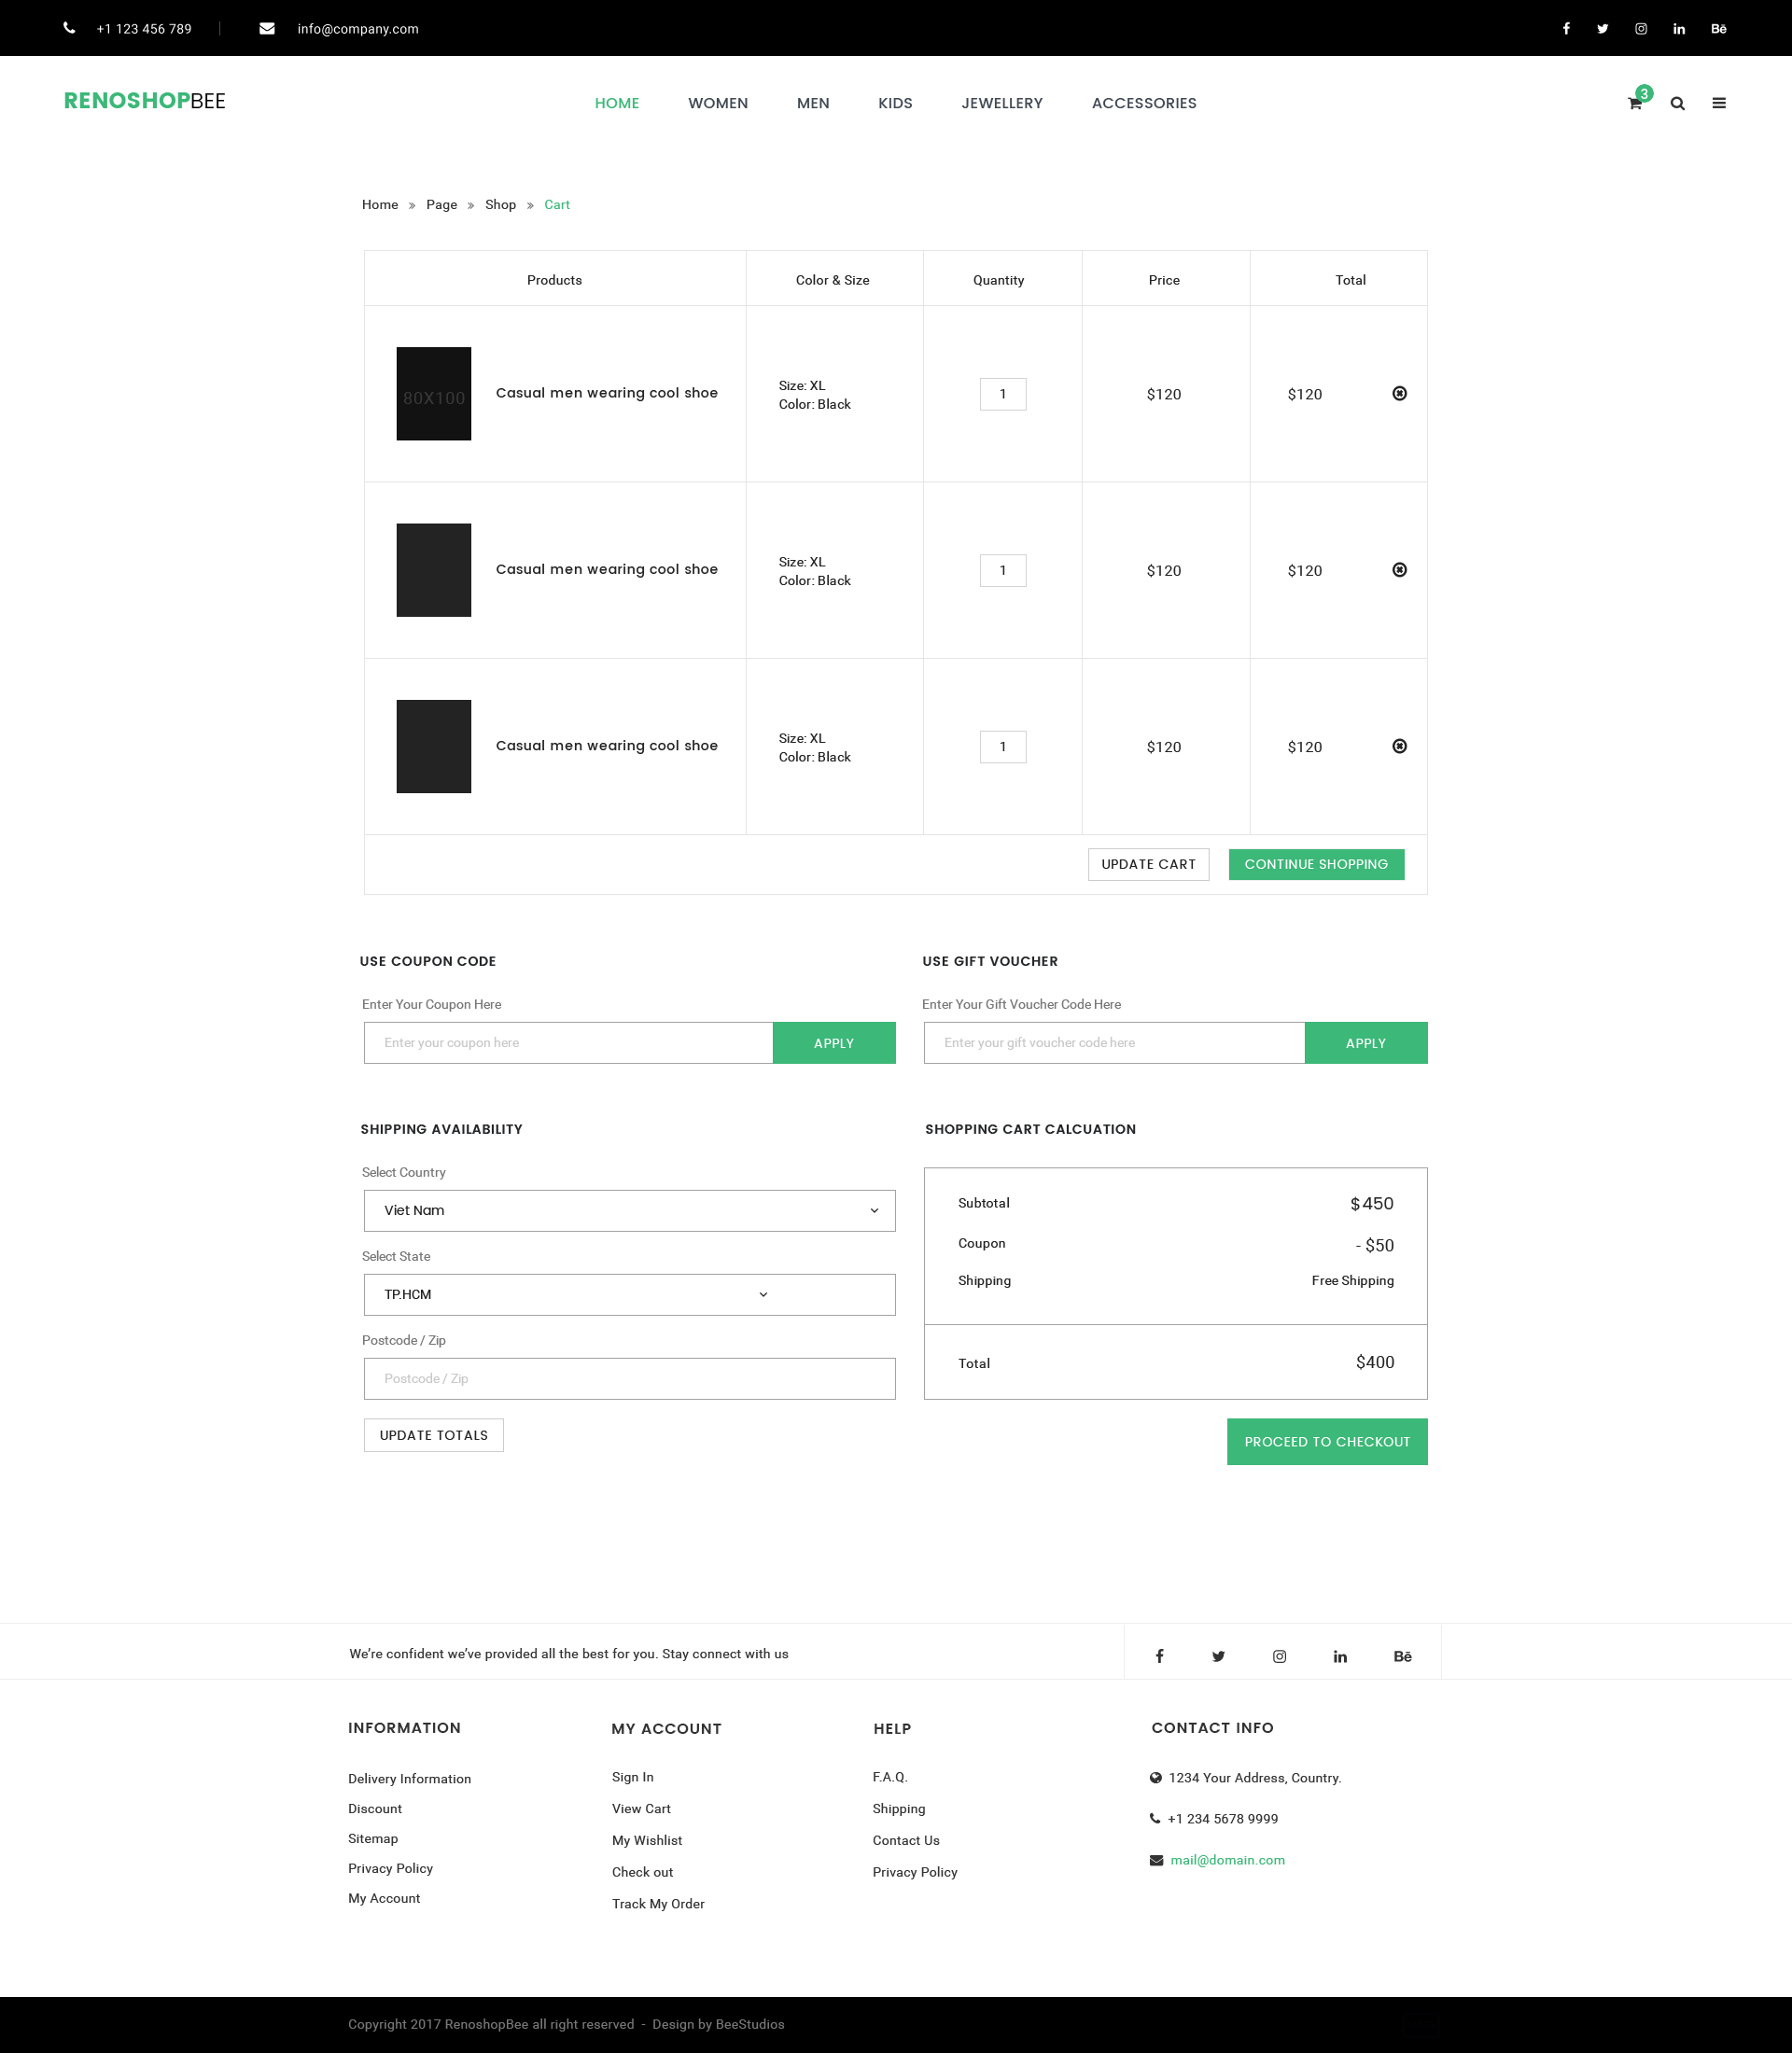 +1 123 456 789 info@company.com
RENOSHOPBEE HOME WOMEN MEN KIDS JEWELLERY ACCESSORIES 3
Home » Page » Shop » Cart
Products Color & Size Quantity Price Total
80X100 Casual men wearing cool shoe Size: XL Color: Black 1 $120 $120
Casual men wearing cool shoe Size: XL Color: Black 1 $120 $120
Casual men wearing cool shoe Size: XL Color: Black 1 $120 $120
UPDATE CART CONTINUE SHOPPING
USE COUPON CODE
Enter Your Coupon Here
Enter your coupon here APPLY
USE GIFT VOUCHER
Enter Your Gift Voucher Code Here
Enter your gift voucher code here APPLY
SHIPPING AVAILABILITY
Select Country
Viet Nam
Select State
TP.HCM
Postcode / Zip
Postcode / Zip
UPDATE TOTALS
SHOPPING CART CALCUATION
Subtotal $450
Coupon - $50
Shipping Free Shipping
Total $400
PROCEED TO CHECKOUT
We’re confident we’ve provided all the best for you. Stay connect with us
INFORMATION
Delivery Information
Discount
Sitemap
Privacy Policy
My Account
MY ACCOUNT
Sign In
View Cart
My Wishlist
Check out
Track My Order
HELP
F.A.Q.
Shipping
Contact Us
Privacy Policy
CONTACT INFO
1234 Your Address, Country.
+1 234 5678 9999
mail@domain.com
Copyright 2017 RenoshopBee all right reserved - Design by BeeStudios